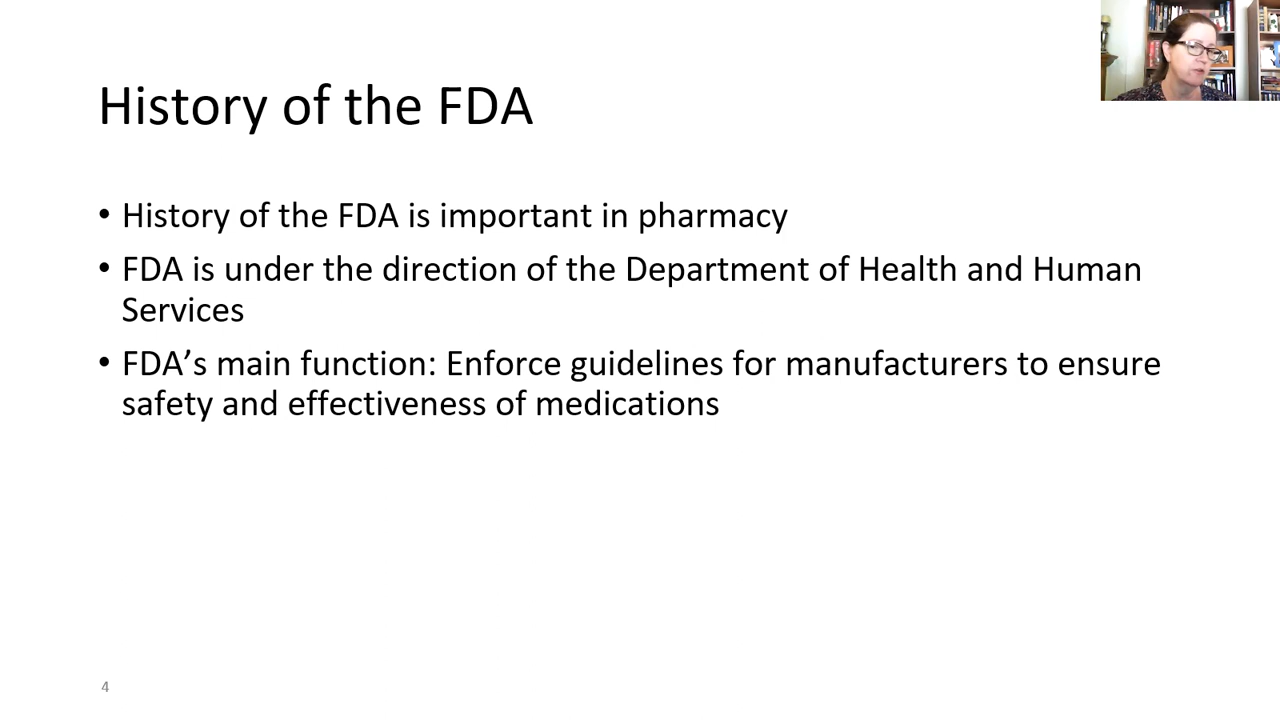 History of the FDA
• History of the FDA is important in pharmacy
• FDA is under the direction of the Department of Health and Human
Services
• FDA’s main function: Enforce guidelines for manufacturers to ensure
safety and effectiveness of medications
4